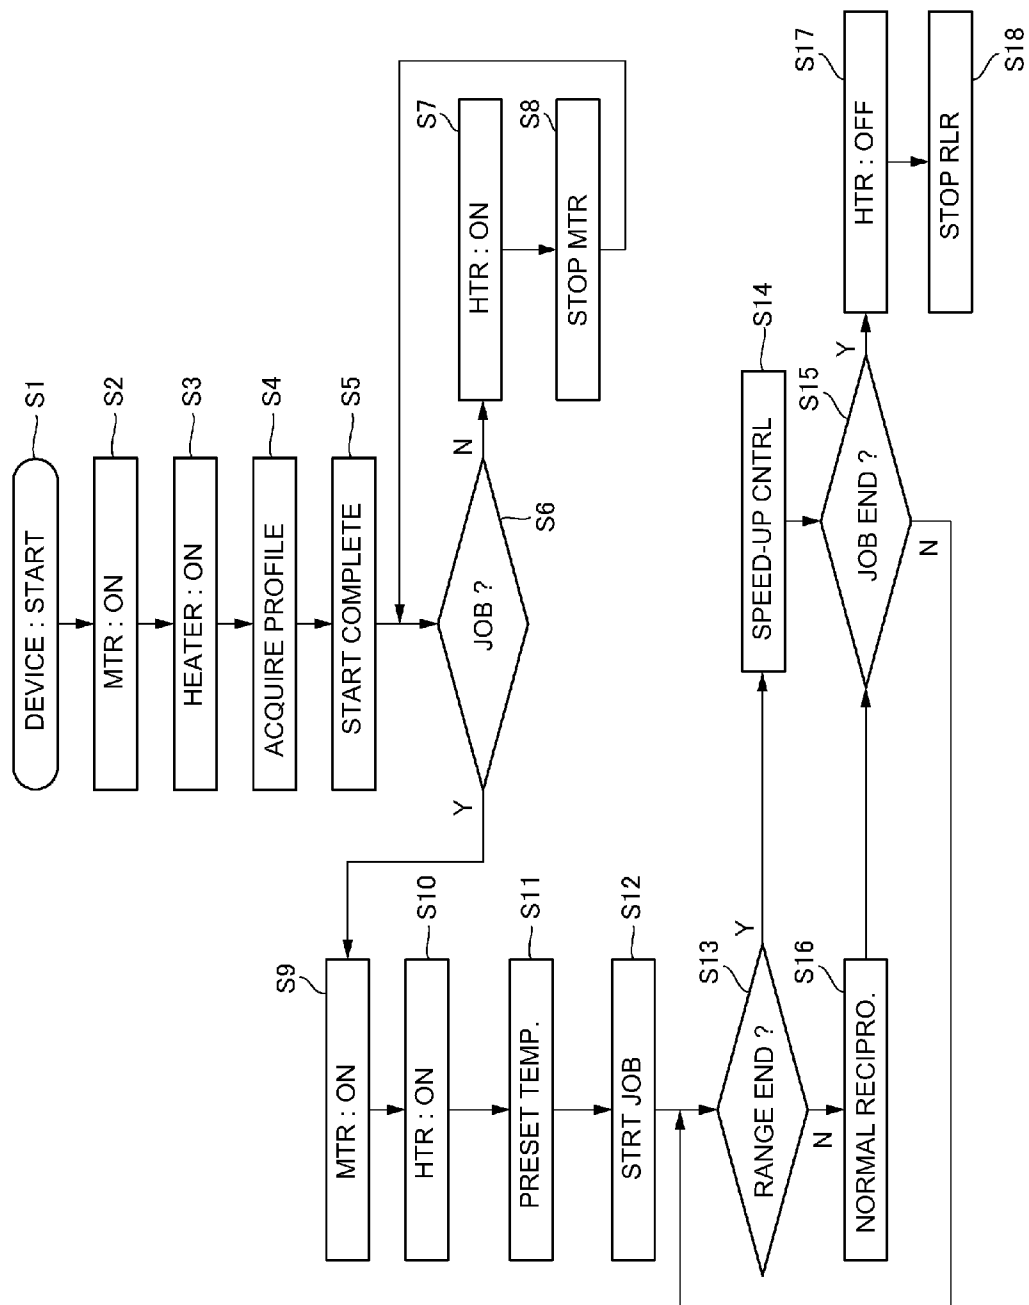 DEVICE : START
S1
MTR : ON
S2
HEATER : ON
S3
ACQUIRE PROFILE
S4
START COMPLETE
S5
JOB ?
S6
N
Y
HTR : ON
S7
STOP MTR
S8
MTR : ON
S9
HTR : ON
S10
PRESET TEMP.
S11
STRT JOB
S12
RANGE END ?
S13
Y
N
SPEED-UP CNTRL
S14
JOB END ?
S15
Y
N
NORMAL RECIPRO.
S16
HTR : OFF
S17
STOP RLR
S18